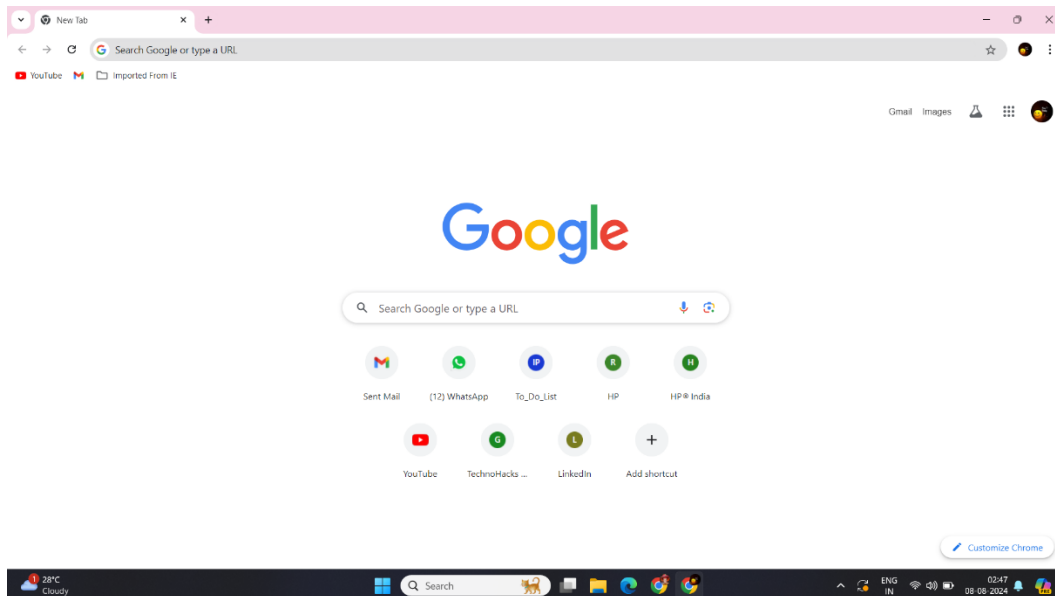 New Tab
Search Google or type a URL
YouTube
Imported From IE
Gmail Images
Google
Search Google or type a URL
Sent Mail (12) WhatsApp To_Do_List HP HP® India
IP R H
G L
YouTube TechnoHacks ... LinkedIn Add shortcut
Customize Chrome
1 28°C
Cloudy
Search
ENG
IN
02:47
08-08-2024